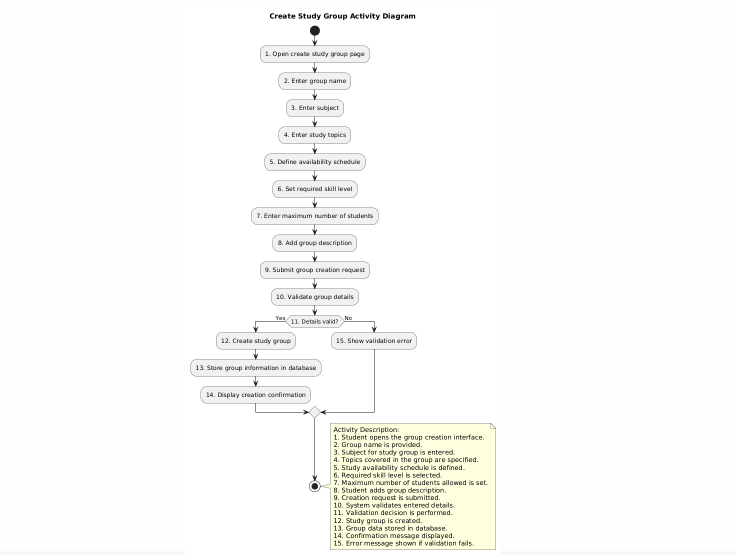 Create Study Group Activity Diagram
1. Open create study group page
2. Enter group name
3. Enter subject
4. Enter study topics
5. Define availability schedule
6. Set required skill level
7. Enter maximum number of students
8. Add group description
9. Submit group creation request
10. Validate group details
Yes
11. Details valid?
No
12. Create study group
15. Show validation error
13. Store group information in database
14. Display creation confirmation
Activity Description:
1. Student opens the group creation interface.
2. Group name is provided.
3. Subject for study group is entered.
4. Topics covered in the group are specified.
5. Study availability schedule is defined.
6. Required skill level is selected.
7. Maximum number of students allowed is set.
8. Student adds group description.
9. Creation request is submitted.
10. System validates entered details.
11. Validation decision is performed.
12. Study group is created.
13. Group data stored in database.
14. Confirmation message displayed.
15. Error message shown if validation fails.